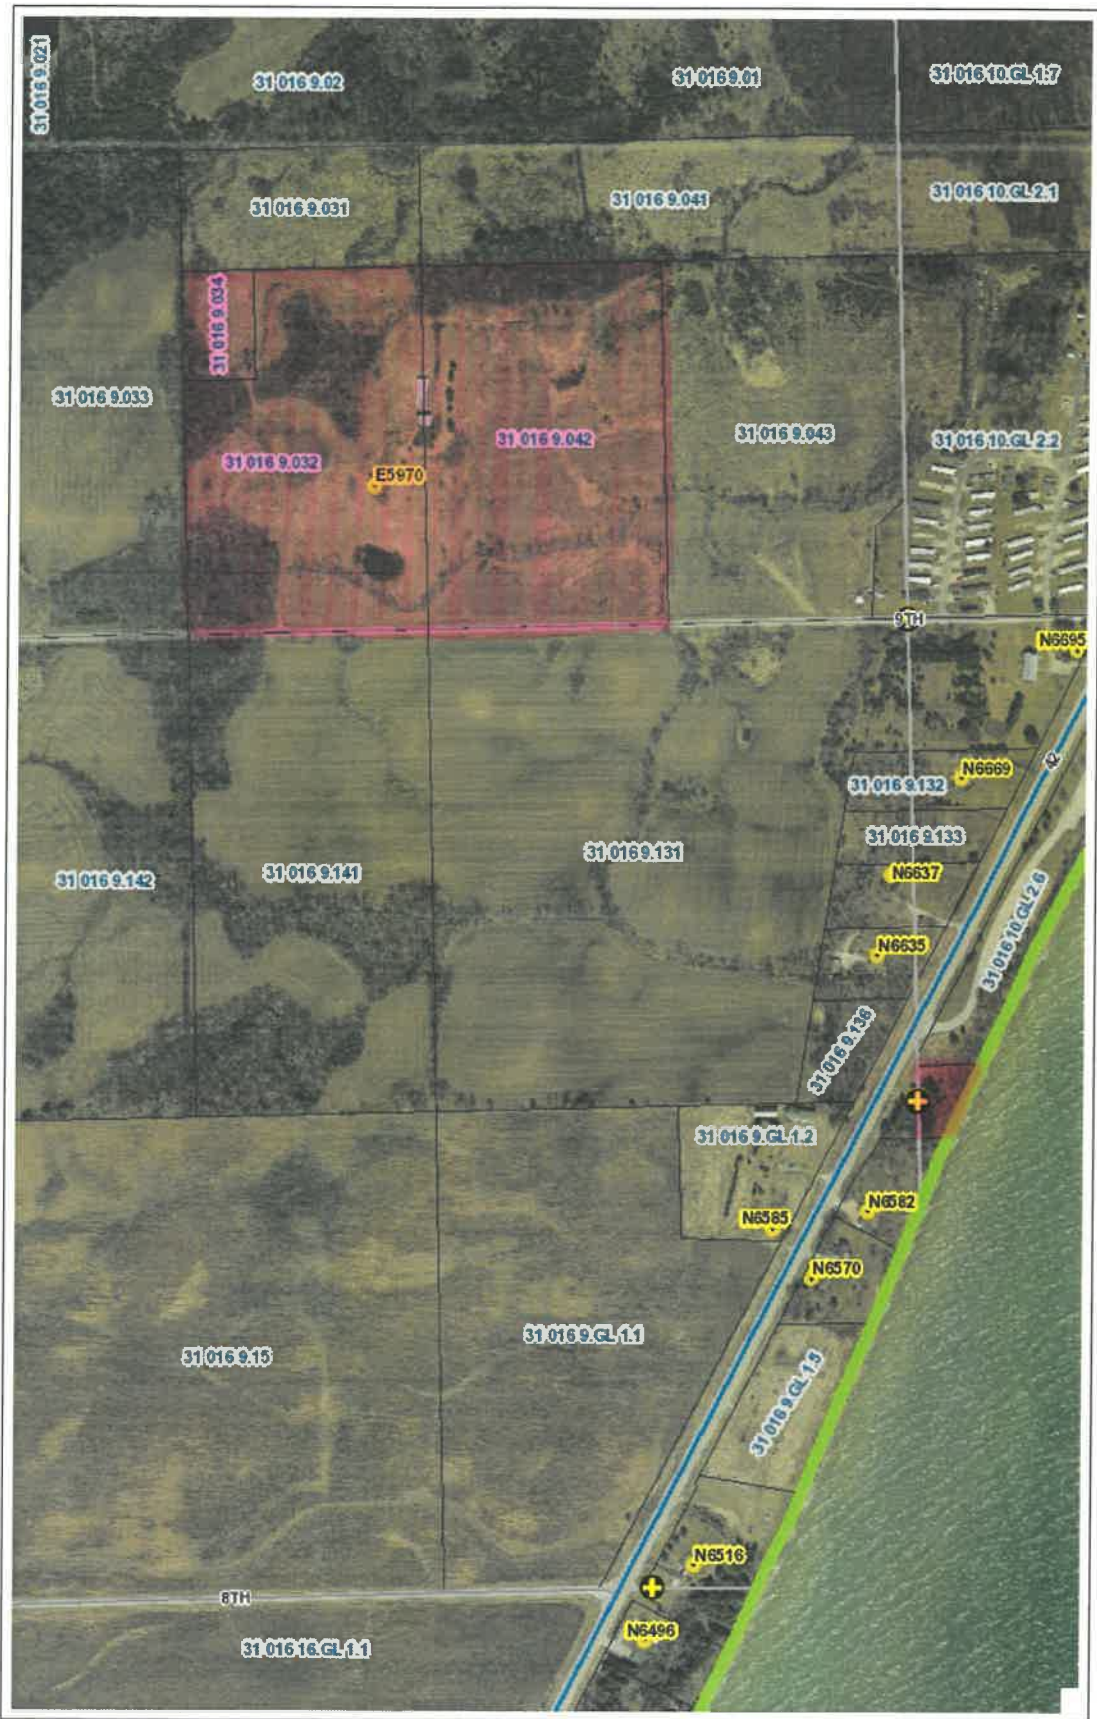 31 016 9.021
31 016 9.02
31 016 9.01
31 016 10.GL 1.7
31 016 9.031
31 016 9.041
31 016 10.GL 2.1
31 016 9.034
31 016 9.033
31 016 9.032
31 016 9.042
31 016 9.043
31 016 10.GL 2.2
E5970
9TH
N6695
42
N6669
31 016 9.132
31 016 9.133
31 016 9.131
31 016 9.141
31 016 9.142
N6637
N6635
31 016 10.GL 2.6
31 016 9.136
31 016 9.GL 1.2
N6585
N6582
N6570
31 016 9.GL 1.1
31 016 9.15
31 016 9.GL 1.5
N6516
8TH
N6496
31 016 16.GL 1.1